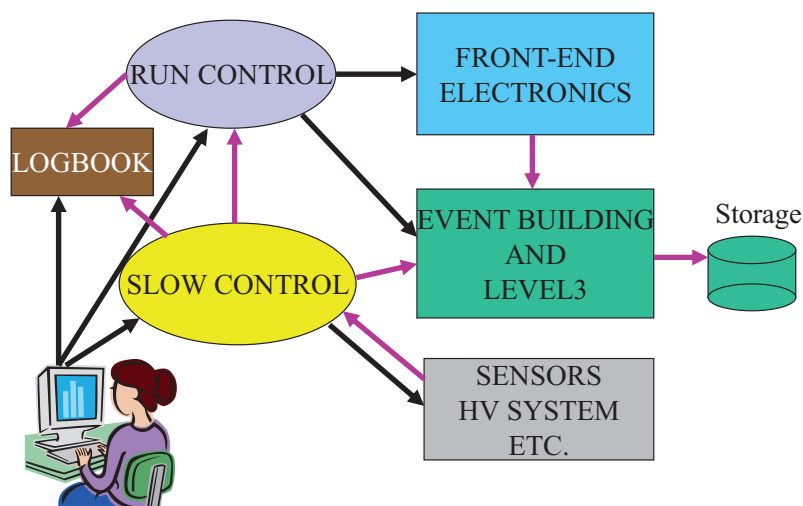 RUN CONTROL
FRONT-END
ELECTRONICS
LOGBOOK
EVENT BUILDING
AND
LEVEL3
Storage
SLOW CONTROL
SENSORS
HV SYSTEM
ETC.